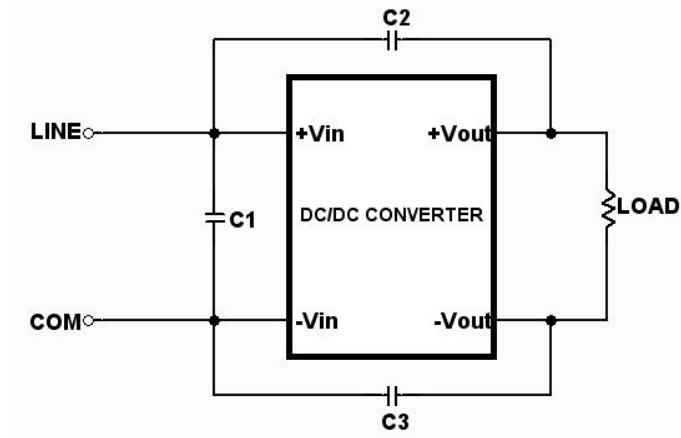 C2
LINE
+Vin
+Vout
C1
DC/DC CONVERTER
LOAD
COM
-Vin
-Vout
C3